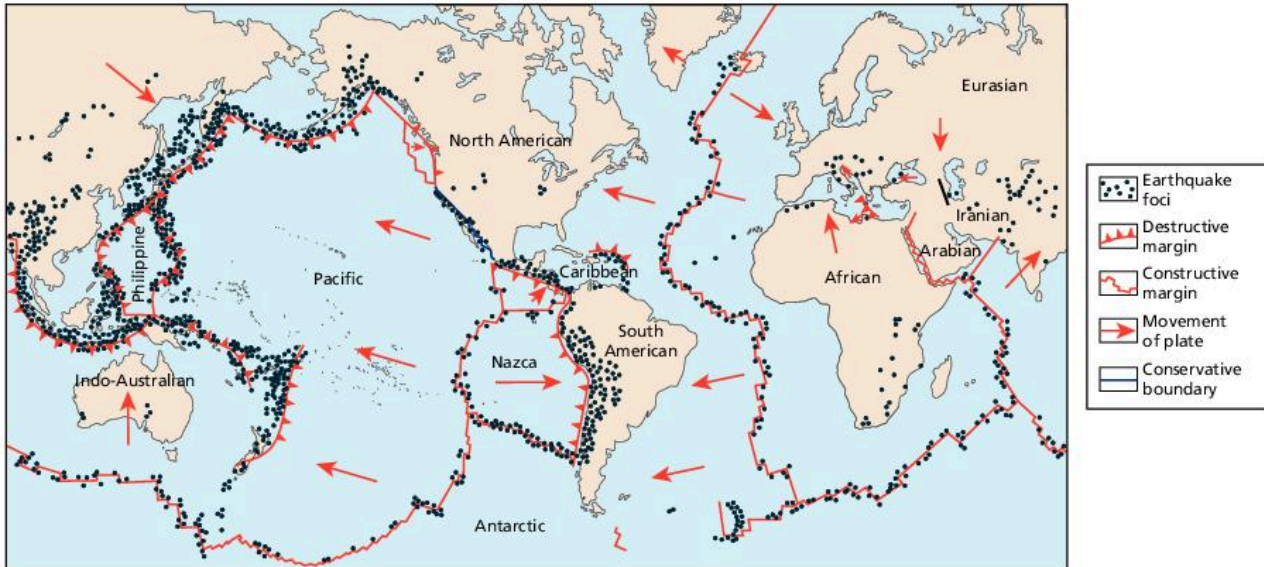 Eurasian
North American
Iranian
Philippine
Arabian
Caribbean
African
Pacific
South
American
Nazca
Indo-Australian
Antarctic
Earthquake
foci
Destructive
margin
Constructive
margin
Movement
of plate
Conservative
boundary